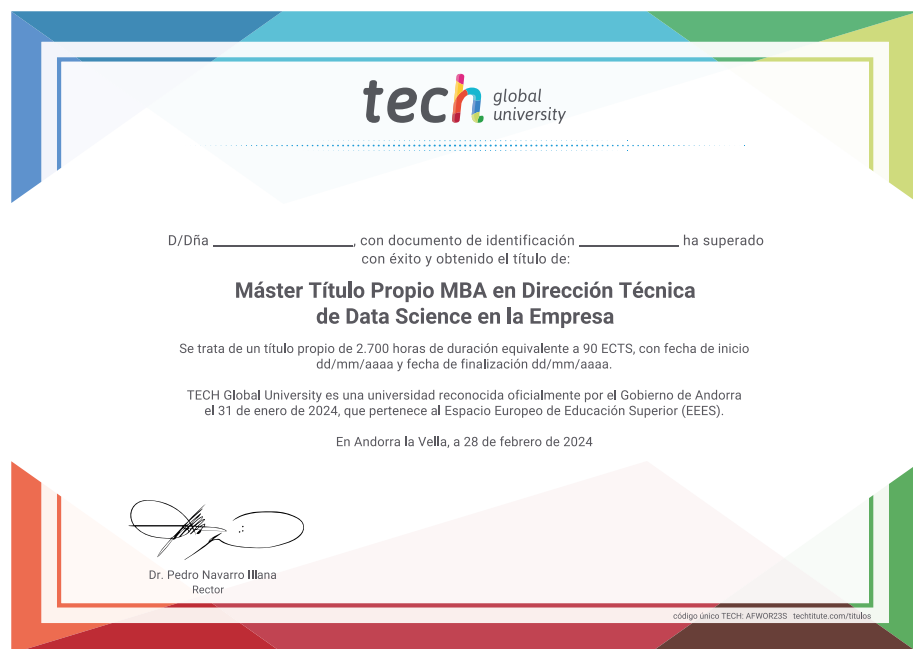 tech global university
D/Dña ____________________, con documento de identificación ______________ ha superado
con éxito y obtenido el título de:
Máster Título Propio MBA en Dirección Técnica
de Data Science en la Empresa
Se trata de un título propio de 2.700 horas de duración equivalente a 90 ECTS, con fecha de inicio
dd/mm/aaaa y fecha de finalización dd/mm/aaaa.
TECH Global University es una universidad reconocida oficialmente por el Gobierno de Andorra
el 31 de enero de 2024, que pertenece al Espacio Europeo de Educación Superior (EEES).
En Andorra la Vella, a 28 de febrero de 2024
Dr. Pedro Navarro Illana
Rector
código único TECH: AFWOR23S techtitute.com/titulos